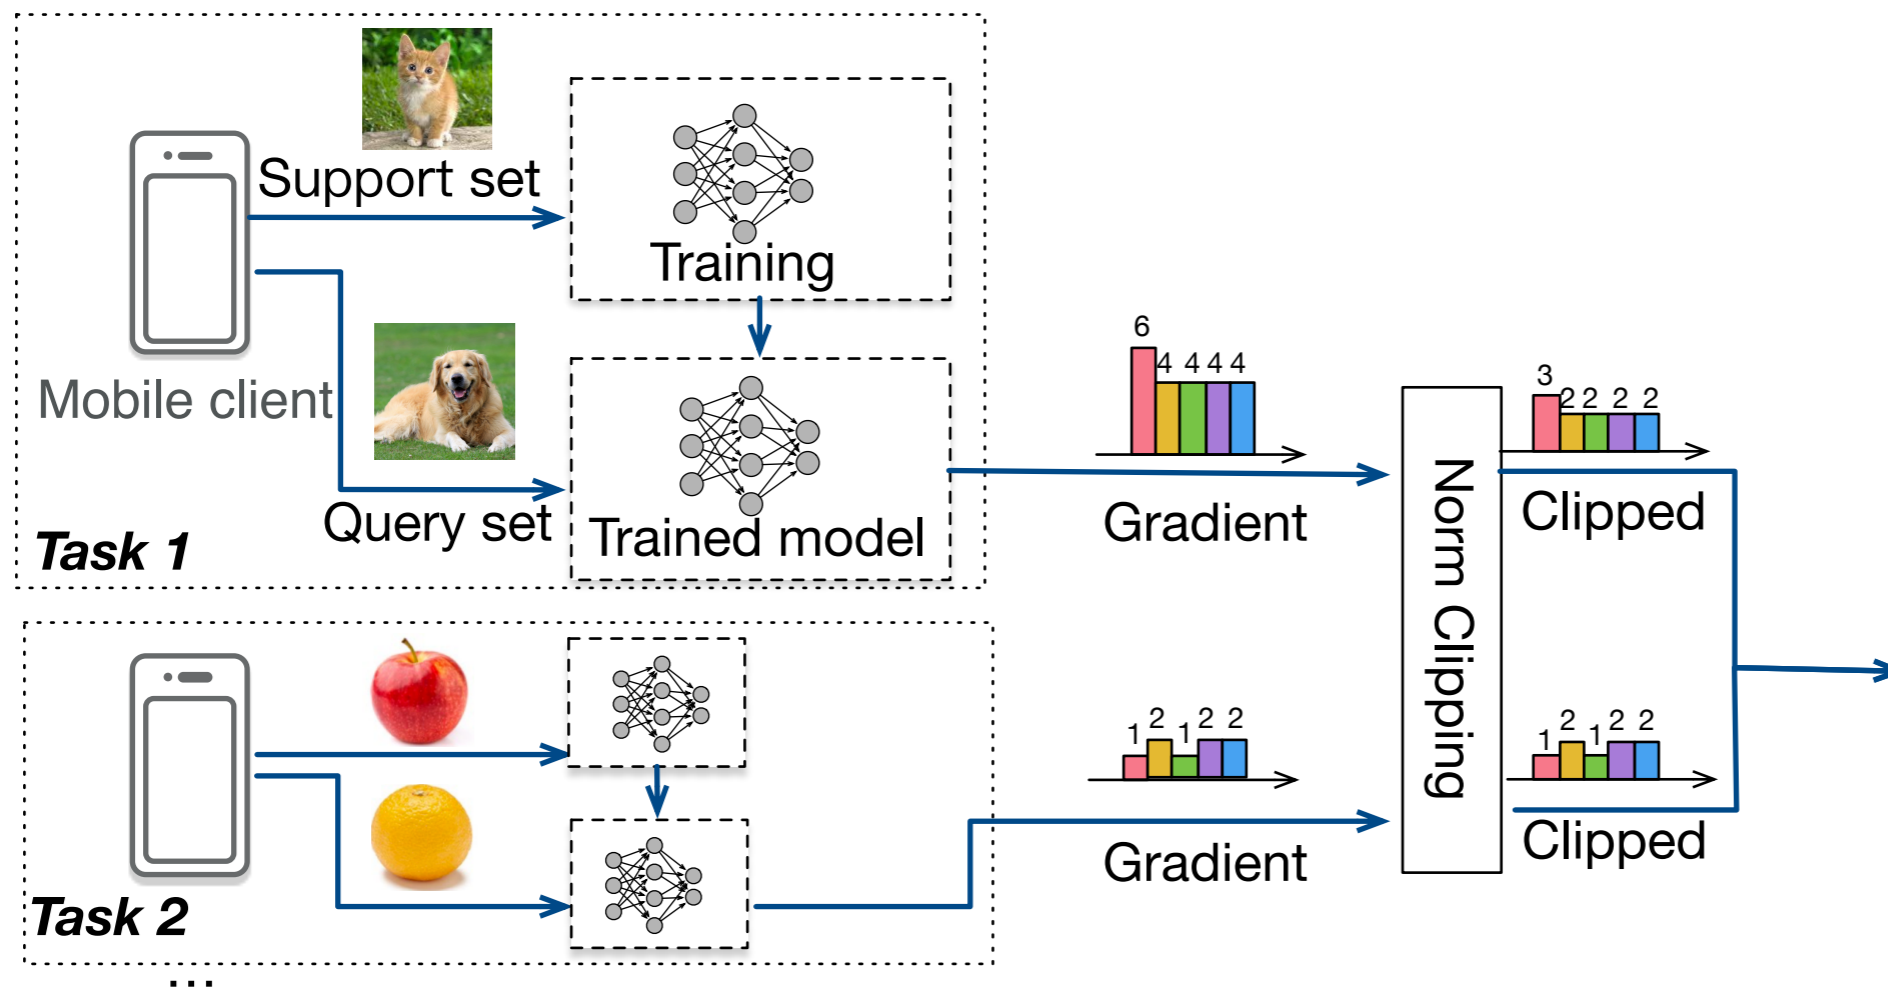 Support set
Training
Mobile client
Query set
Trained model
Task 1
6
4 4 4 4
Gradient
Norm Clipping
3
2 2 2 2
Clipped
Task 2
1 2 1 2 2
Gradient
1 2 1 2 2
Clipped
...